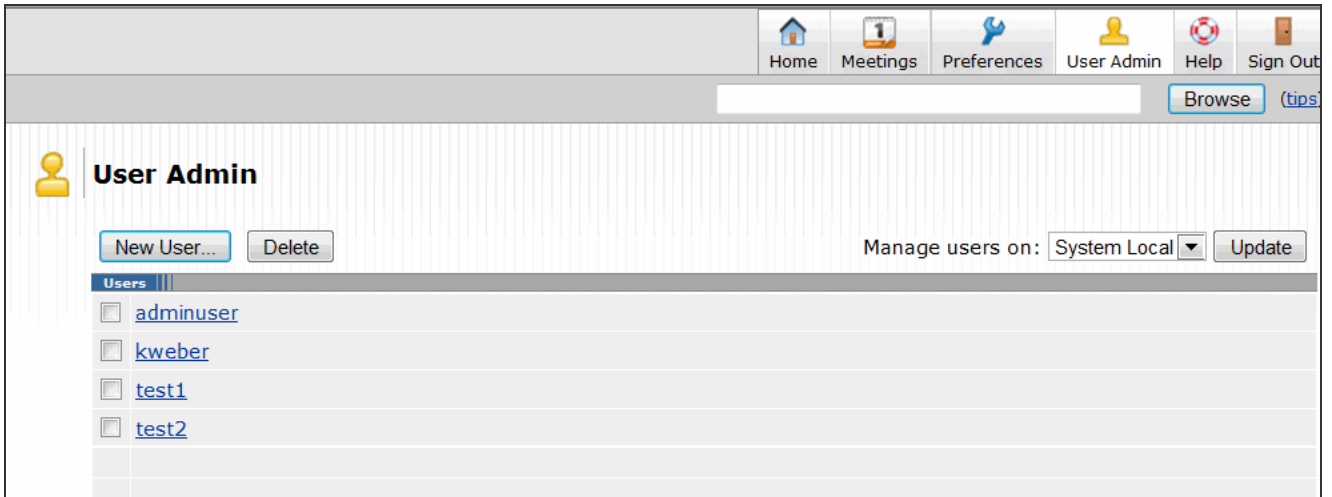 1
Home Meetings Preferences User Admin Help Sign Out
Browse (tips)
User Admin
New User... Delete Manage users on: System Local Update
Users
adminuser
kweber
test1
test2